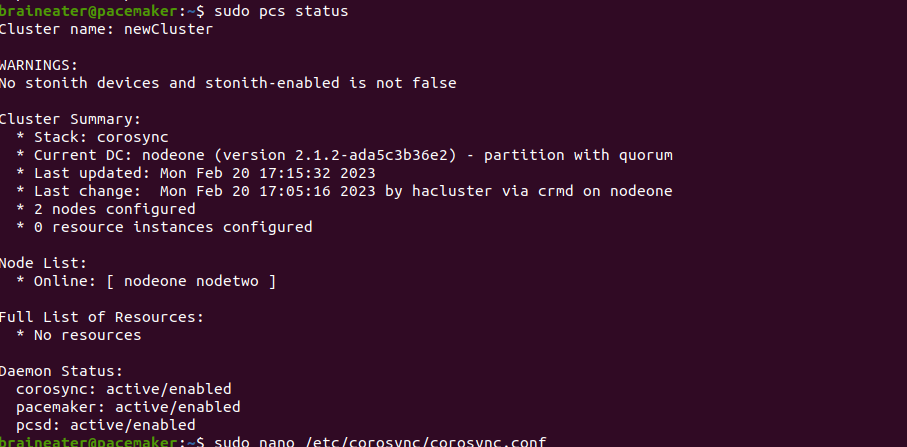 braineater@pacemaker:~$ sudo pcs status
Cluster name: newCluster
WARNINGS:
No stonith devices and stonith-enabled is not false
Cluster Summary:
* Stack: corosync
* Current DC: nodeone (version 2.1.2-ada5c3b36e2) - partition with quorum
* Last updated: Mon Feb 20 17:15:32 2023
* Last change:  Mon Feb 20 17:05:16 2023 by hacluster via crmd on nodeone
* 2 nodes configured
* 0 resource instances configured
Node List:
* Online: [ nodeone nodetwo ]
Full List of Resources:
* No resources
Daemon Status:
corosync: active/enabled
pacemaker: active/enabled
pcsd: active/enabled
braineater@pacemaker:~$ sudo nano /etc/corosync/corosync.conf